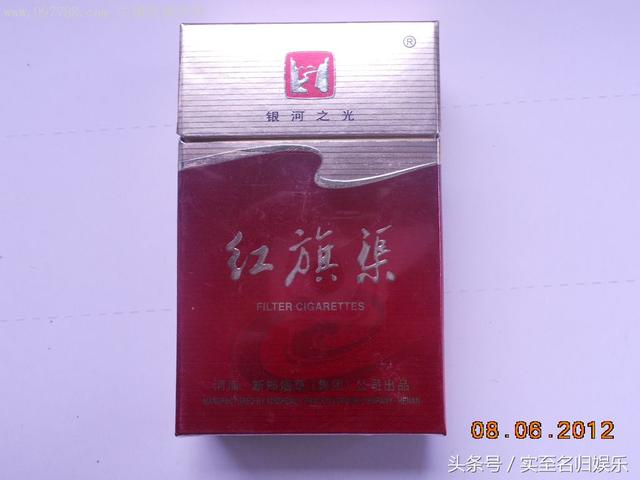 ®
银河之光
红旗渠
FILTER CIGARETTES
河南 新郑烟草(集团)公司出品
08.06.2012
头条号 / 实至名归娱乐